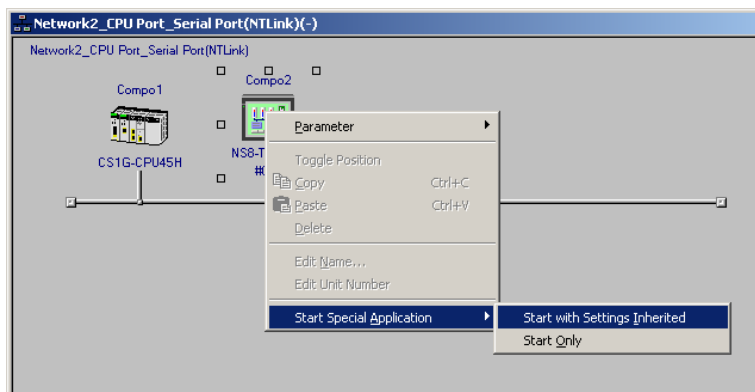 Network2_CPU Port_Serial Port(NTLink)(-)
Network2_CPU Port_Serial Port(NTLink)
Compo1
Compo2
CS1G-CPU45H
NS8-T
#0
Parameter
Toggle Position
Copy Ctrl+C
Paste Ctrl+V
Delete
Edit Name...
Edit Unit Number
Start Special Application
Start with Settings Inherited
Start Only